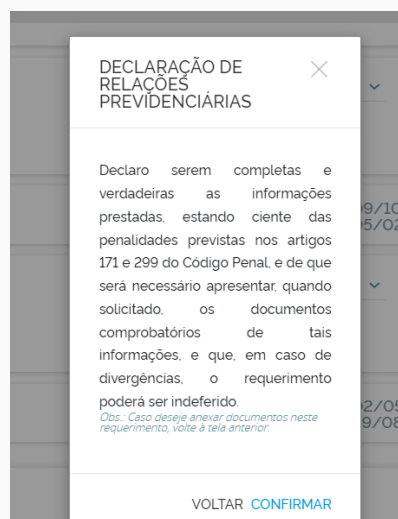 DECLARAÇÃO DE
RELAÇÕES
PREVIDENCIÁRIAS
Declaro serem completas e
verdadeiras as informações
prestadas, estando ciente das
penalidades previstas nos artigos
171 e 299 do Código Penal, e de que
será necessário apresentar, quando
solicitado, os documentos
comprobatórios de tais
informações, e que, em caso de
divergências, o requerimento
poderá ser indeferido.
Obs.: Caso deseje anexar documentos neste
requerimento, volte à tela anterior.
VOLTAR CONFIRMAR